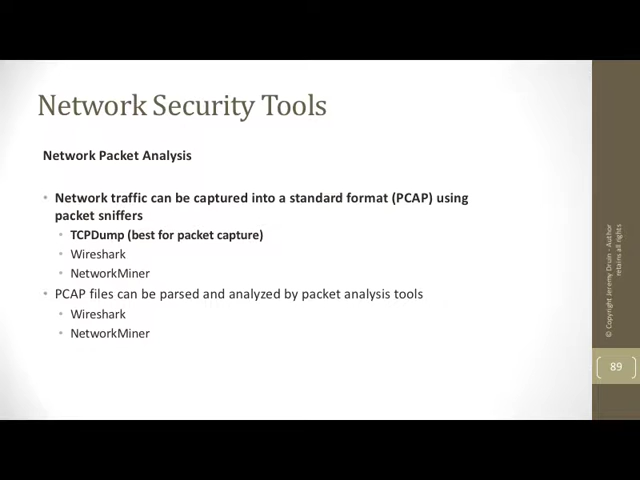 Network Security Tools
Network Packet Analysis
• Network traffic can be captured into a standard format (PCAP) using
packet sniffers
• TCPDump (best for packet capture)
• Wireshark
• NetworkMiner
• PCAP files can be parsed and analyzed by packet analysis tools
• Wireshark
• NetworkMiner
© Copyright Jeremy Druin - Author
retains all rights
89